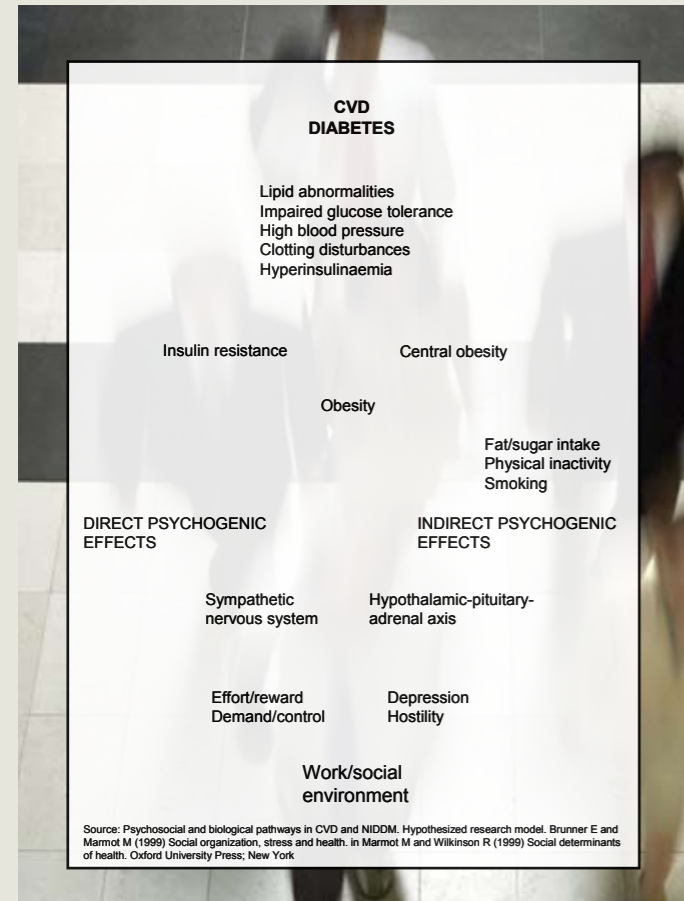 CVD
DIABETES
Lipid abnormalities
Impaired glucose tolerance
High blood pressure
Clotting disturbances
Hyperinsulinaemia
Insulin resistance
Central obesity
Obesity
Fat/sugar intake
Physical inactivity
Smoking
DIRECT PSYCHOGENIC
EFFECTS
INDIRECT PSYCHOGENIC
EFFECTS
Sympathetic
nervous system
Hypothalamic-pituitary-
adrenal axis
Effort/reward
Demand/control
Depression
Hostility
Work/social
environment
Source: Psychosocial and biological pathways in CVD and NIDDM. Hypothesized research model. Brunner E and
Marmot M (1999) Social organization, stress and health. in Marmot M and Wilkinson R (1999) Social determinants
of health. Oxford University Press; New York